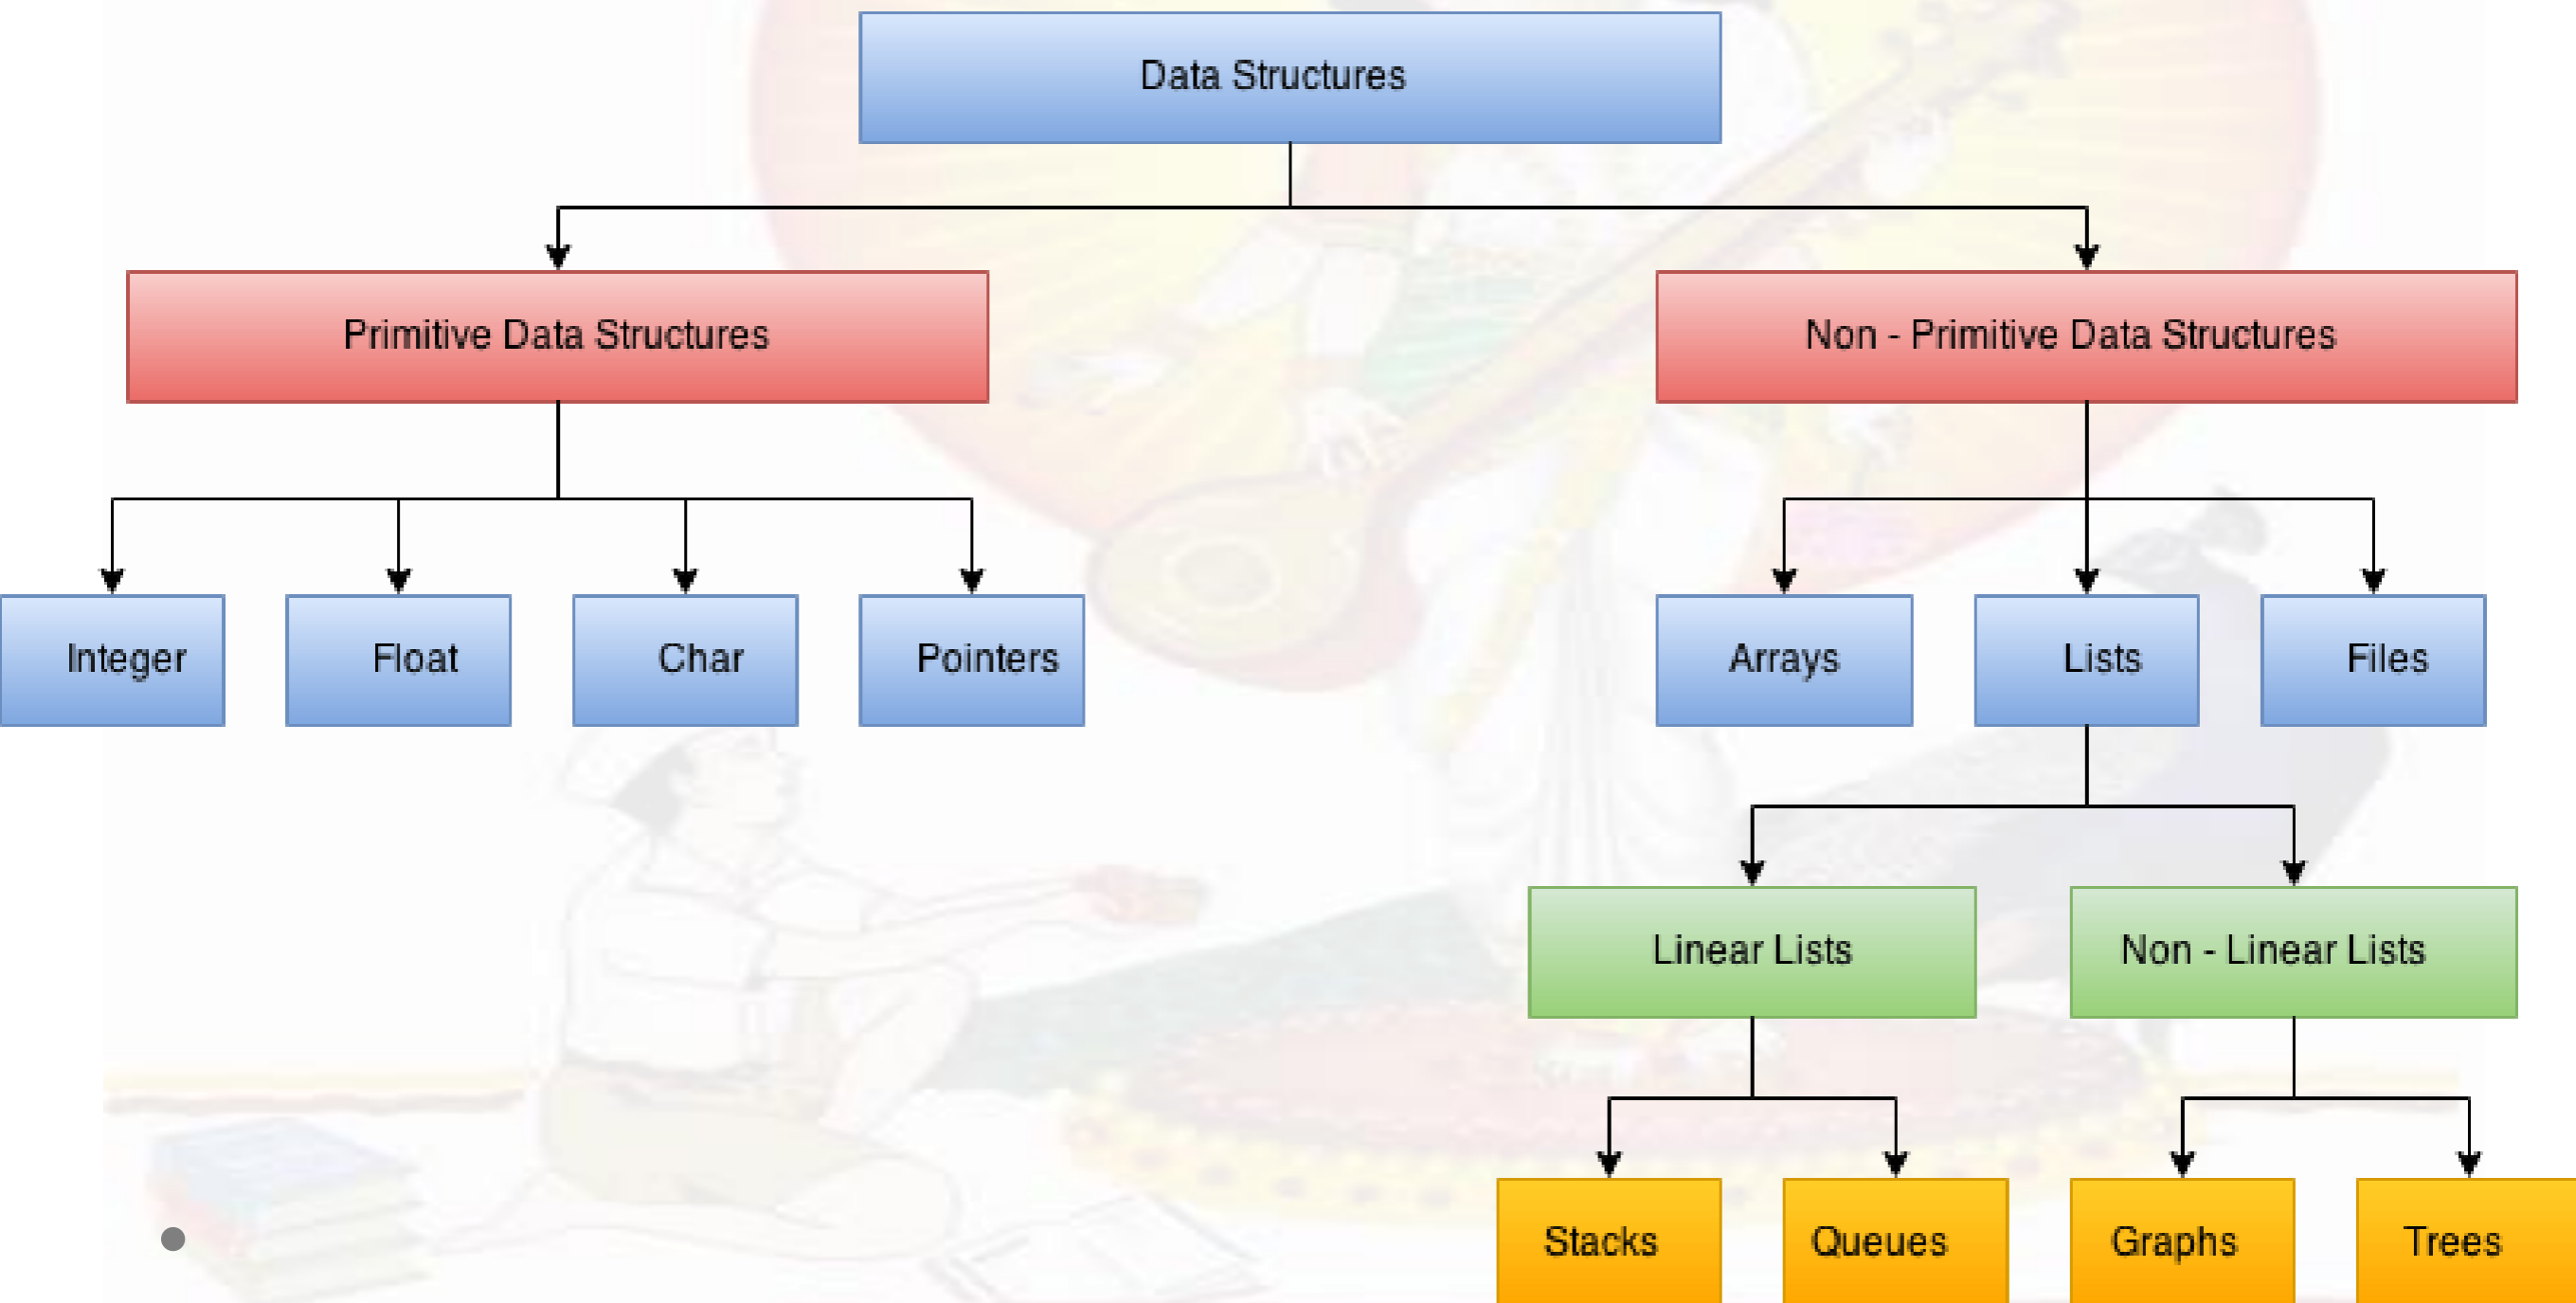 Data Structures
Primitive Data Structures
Non - Primitive Data Structures
Integer
Float
Char
Pointers
Arrays
Lists
Files
Linear Lists
Non - Linear Lists
Stacks
Queues
Graphs
Trees